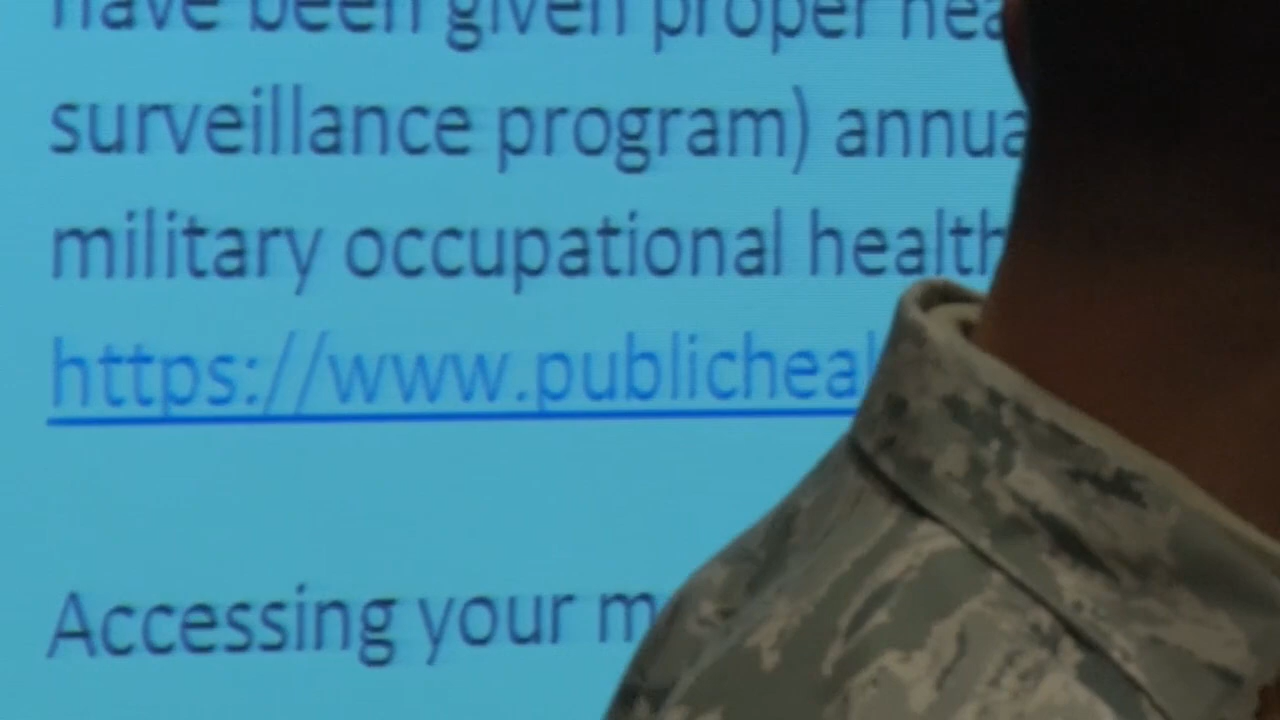 have been given proper hea
surveillance program) annua
military occupational health
https://www.publicheal
Accessing your m